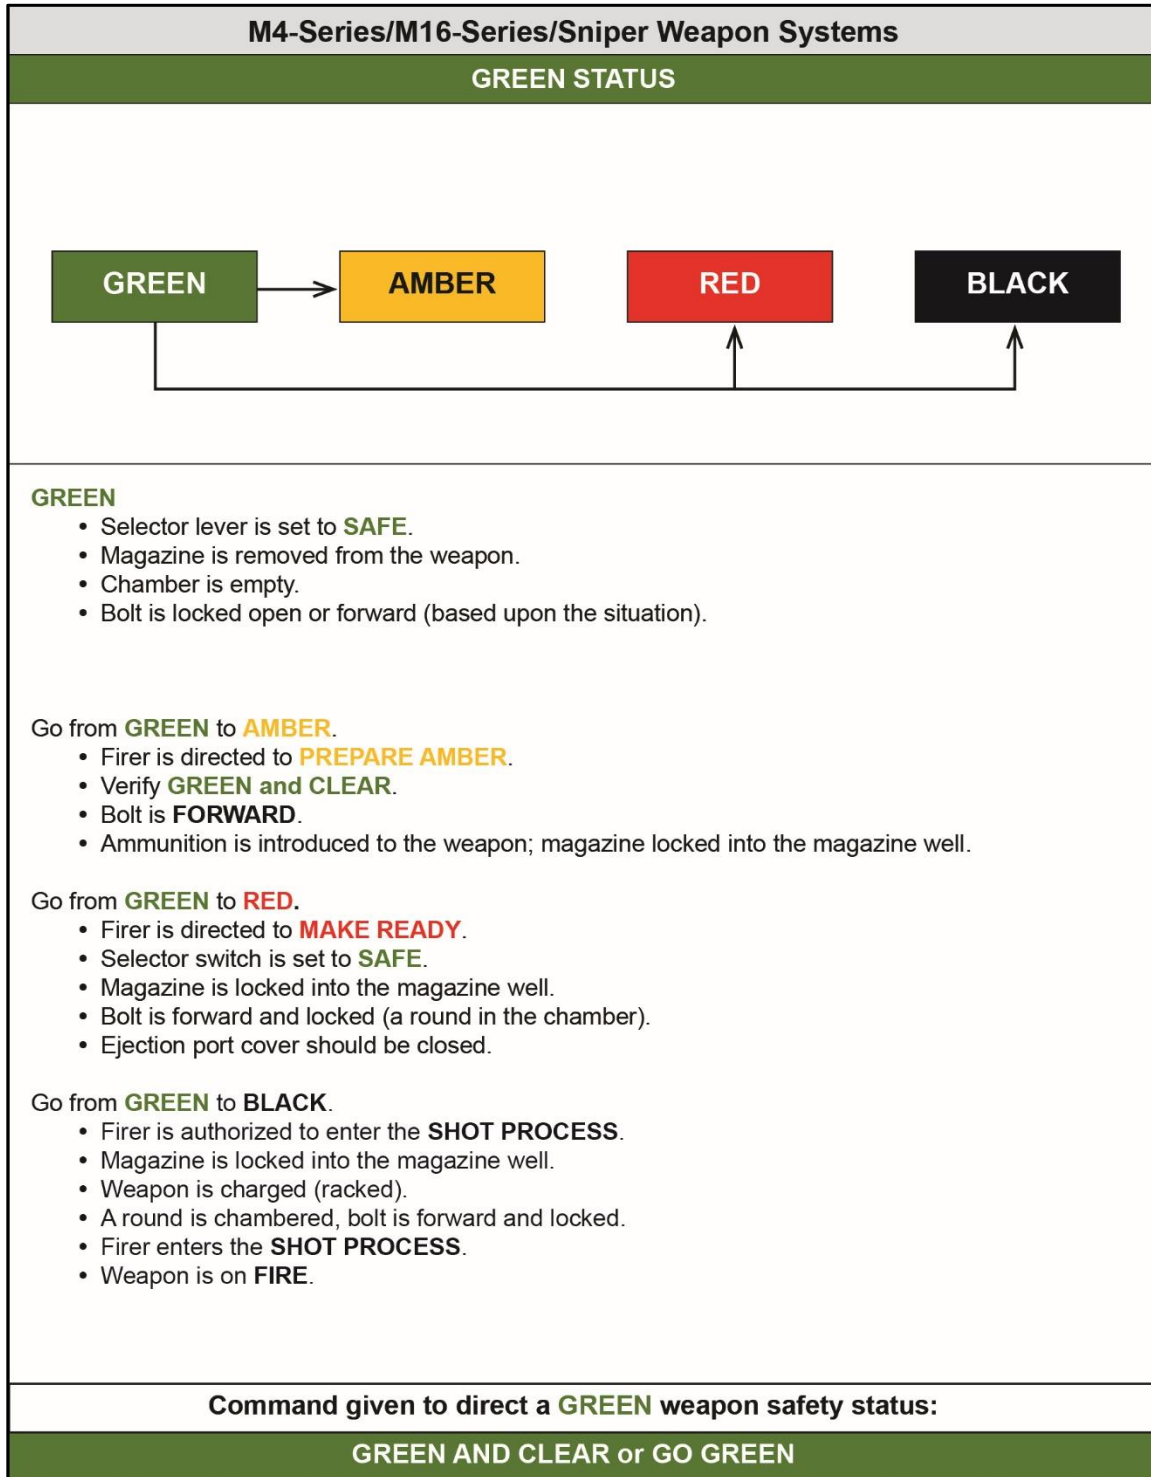 M4-Series/M16-Series/Sniper Weapon Systems
GREEN STATUS
GREEN
AMBER
RED
BLACK
GREEN
• Selector lever is set to SAFE.
• Magazine is removed from the weapon.
• Chamber is empty.
• Bolt is locked open or forward (based upon the situation).
Go from GREEN to AMBER.
• Firer is directed to PREPARE AMBER.
• Verify GREEN and CLEAR.
• Bolt is FORWARD.
• Ammunition is introduced to the weapon; magazine locked into the magazine well.
Go from GREEN to RED.
• Firer is directed to MAKE READY.
• Selector switch is set to SAFE.
• Magazine is locked into the magazine well.
• Bolt is forward and locked (a round in the chamber).
• Ejection port cover should be closed.
Go from GREEN to BLACK.
• Firer is authorized to enter the SHOT PROCESS.
• Magazine is locked into the magazine well.
• Weapon is charged (racked).
• A round is chambered, bolt is forward and locked.
• Firer enters the SHOT PROCESS.
• Weapon is on FIRE.
Command given to direct a GREEN weapon safety status:
GREEN AND CLEAR or GO GREEN